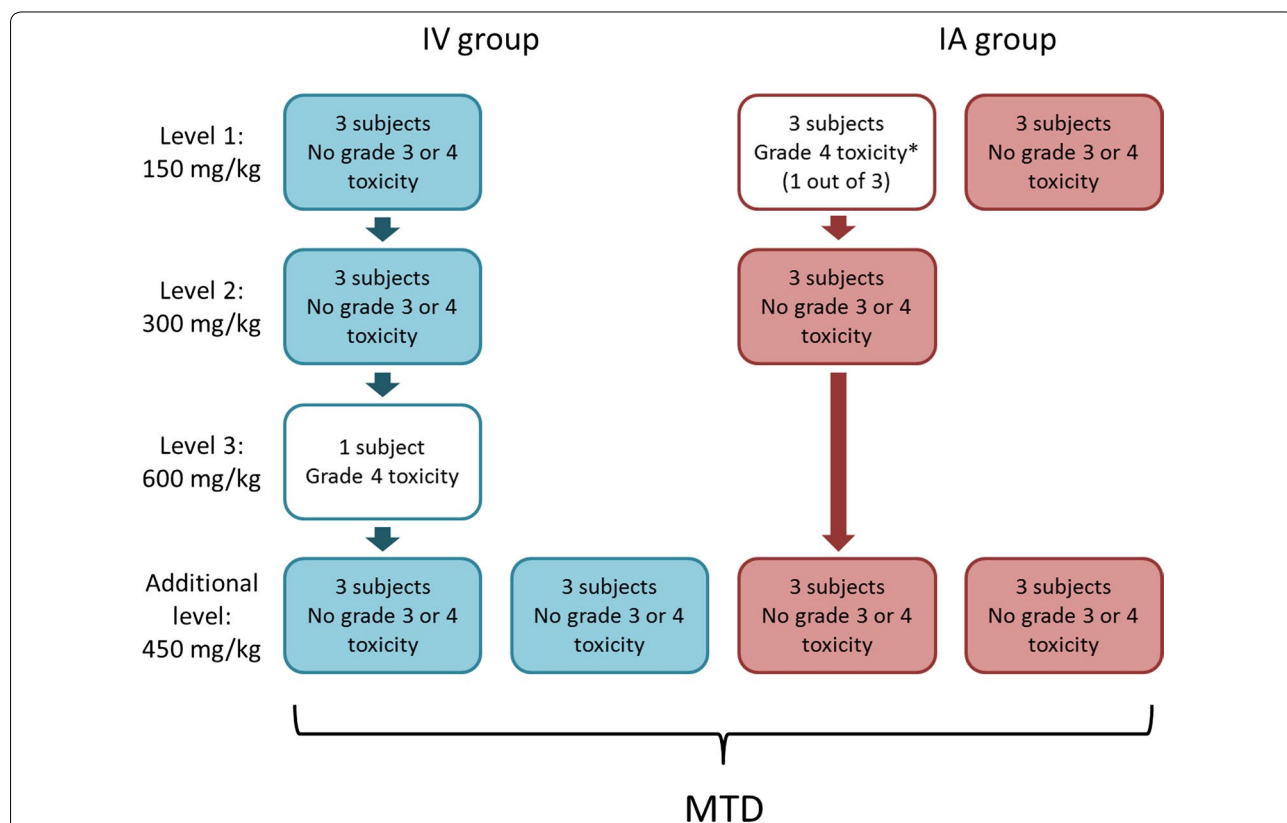 IV group
IA group
Level 1:
150 mg/kg
3 subjects
No grade 3 or 4
toxicity
3 subjects
Grade 4 toxicity*
(1 out of 3)
3 subjects
No grade 3 or 4
toxicity
Level 2:
300 mg/kg
3 subjects
No grade 3 or 4
toxicity
3 subjects
No grade 3 or 4
toxicity
Level 3:
600 mg/kg
1 subject
Grade 4 toxicity
Additional
level:
450 mg/kg
3 subjects
No grade 3 or 4
toxicity
3 subjects
No grade 3 or 4
toxicity
3 subjects
No grade 3 or 4
toxicity
3 subjects
No grade 3 or 4
toxicity
MTD